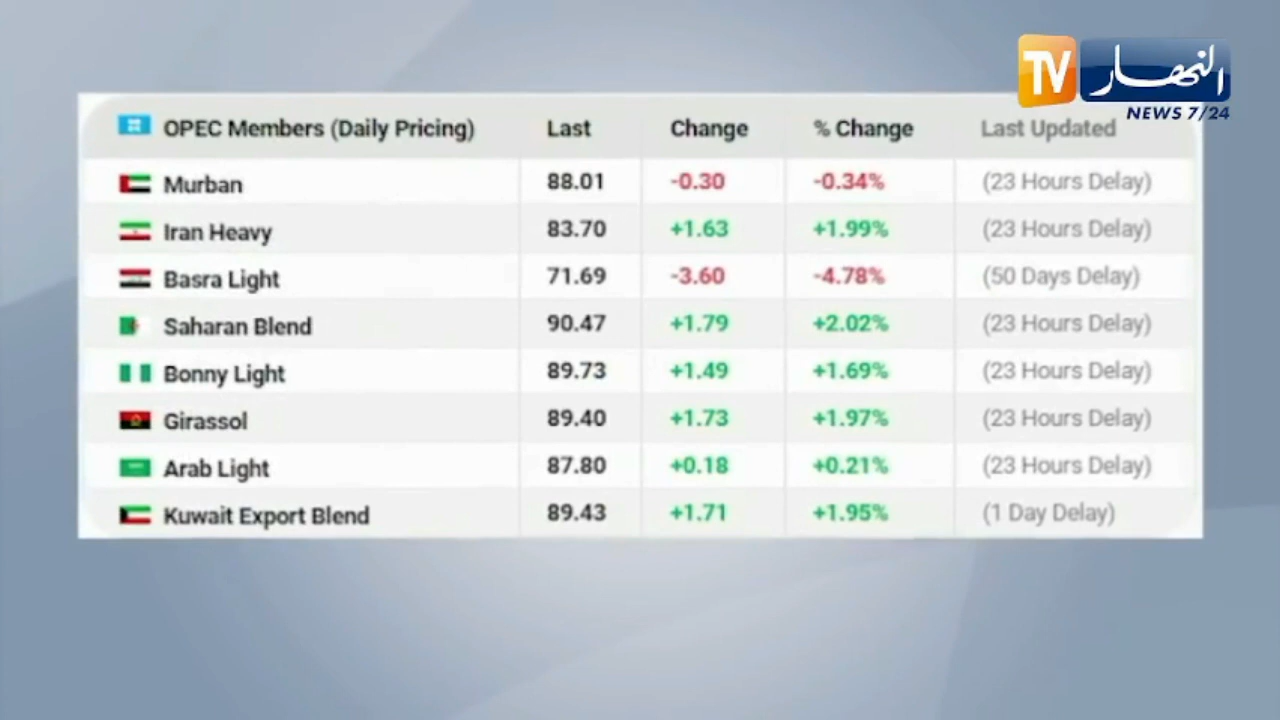 TV النهار
NEWS 7/24
OPEC Members (Daily Pricing) Last Change % Change Last Updated
Murban 88.01 -0.30 -0.34% (23 Hours Delay)
Iran Heavy 83.70 +1.63 +1.99% (23 Hours Delay)
Basra Light 71.69 -3.60 -4.78% (50 Days Delay)
Saharan Blend 90.47 +1.79 +2.02% (23 Hours Delay)
Bonny Light 89.73 +1.49 +1.69% (23 Hours Delay)
Girassol 89.40 +1.73 +1.97% (23 Hours Delay)
Arab Light 87.80 +0.18 +0.21% (23 Hours Delay)
Kuwait Export Blend 89.43 +1.71 +1.95% (1 Day Delay)